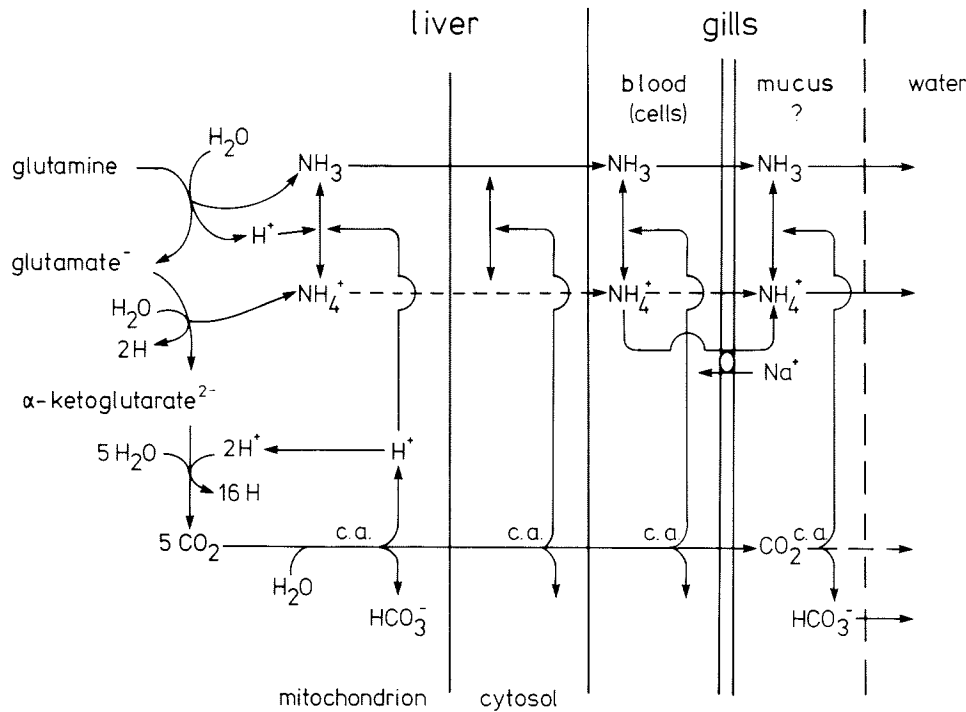 liver
gills
blood
(cells)
mucus
?
water
H₂O
glutamine
NH₃
NH₃
NH₃
H⁺
glutamate⁻
H₂O
NH₄⁺
NH₄⁺
NH₄⁺
2H
Na⁺
α-ketoglutarate²⁻
5 H₂O
2H⁺
H⁺
16 H
5 CO₂
c.a.
c.a.
c.a
CO₂
c.a.
H₂O
HCO₃⁻
HCO₃⁻
mitochondrion
cytosol